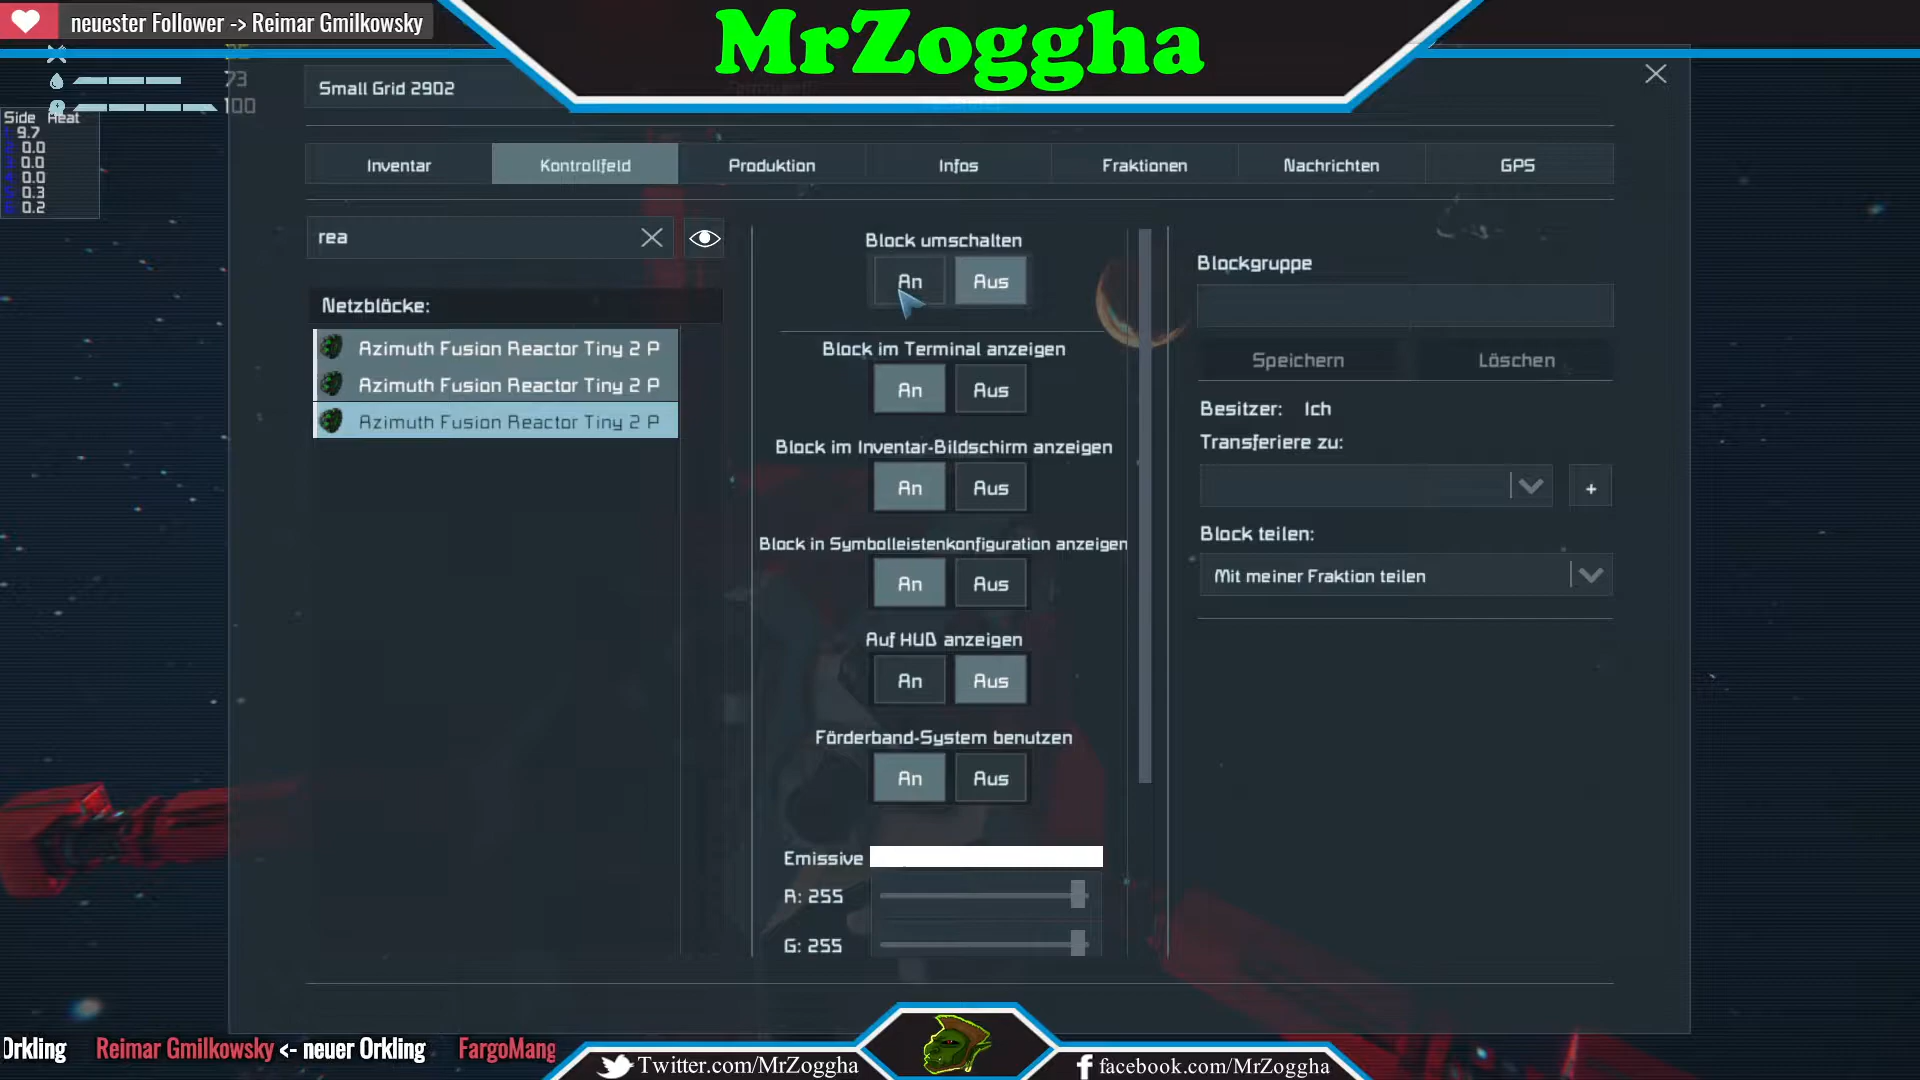 neuester Follower -> Reimar Gmilkowsky
MrZoggha
73
100
Side Heat
9.7
0.0
0.0
0.0
0.3
0.2
Small Grid 2902
Inventar
Kontrollfeld
Produktion
Infos
Fraktionen
Nachrichten
GPS
rea
Netzblöcke:
Azimuth Fusion Reactor Tiny 2 P
Azimuth Fusion Reactor Tiny 2 P
Azimuth Fusion Reactor Tiny 2 P
Block umschalten
An Aus
Block im Terminal anzeigen
An Aus
Block im Inventar-Bildschirm anzeigen
An Aus
Block in Symbolleistenkonfiguration anzeigen
An Aus
Auf HUD anzeigen
An Aus
Förderband-System benutzen
An Aus
Emissive
R: 255
G: 255
Blockgruppe
Speichern Löschen
Besitzer: Ich
Transferiere zu:
+
Block teilen:
Mit meiner Fraktion teilen
Orkling Reimar Gmilkowsky <- neuer Orkling FargoMang
Twitter.com/MrZoggha
facebook.com/MrZoggha